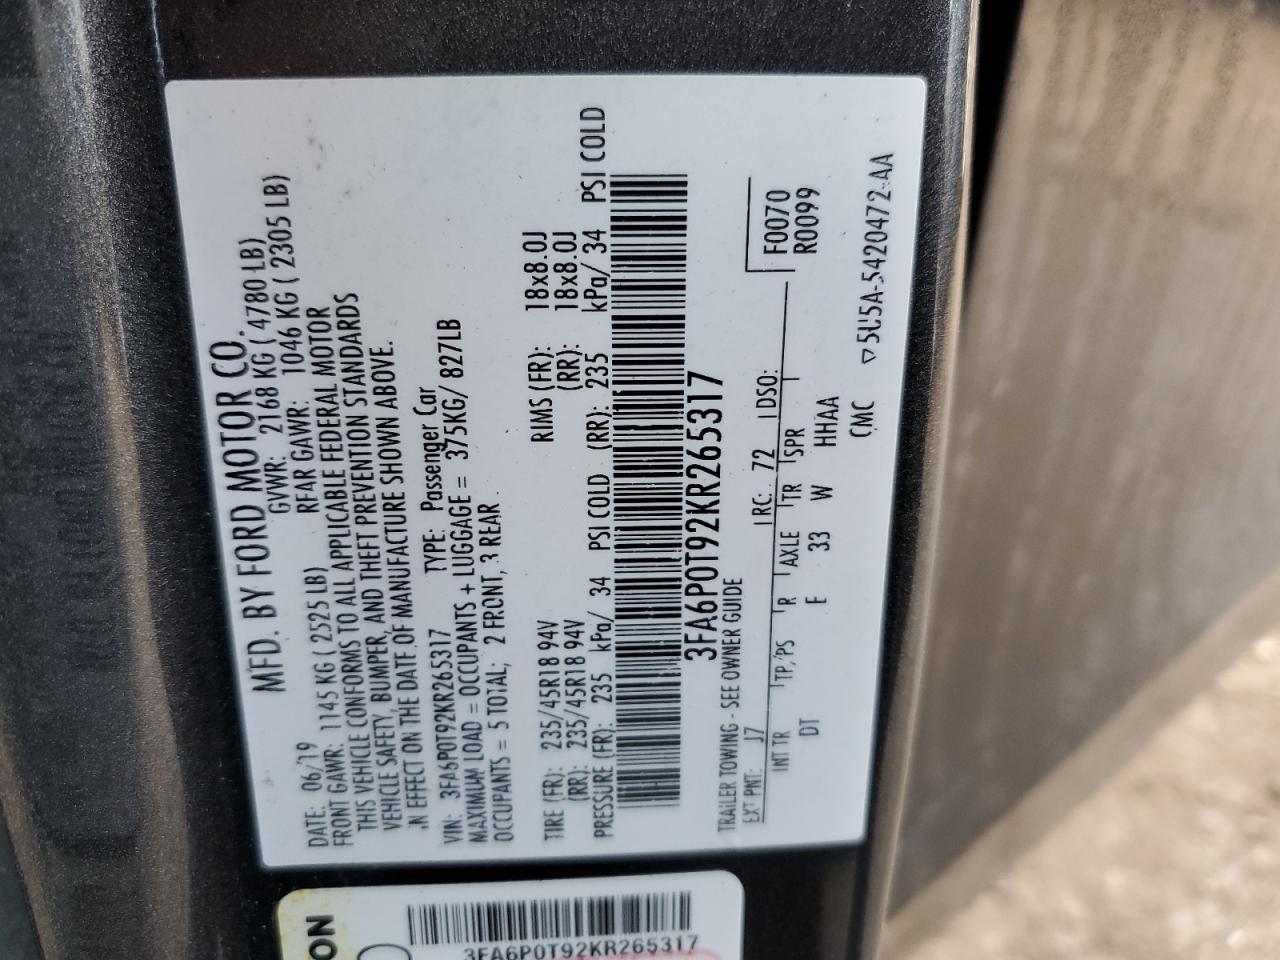 MFD. BY FORD MOTOR CO.
DATE: 06/19 GVWR: 2168 KG ( 4780 LB)
FRONT GAWR: 1145 KG ( 2525 LB) REAR GAWR: 1046 KG ( 2305 LB)
THIS VEHICLE CONFORMS TO ALL APPLICABLE FEDERAL MOTOR
VEHICLE SAFETY, BUMPER, AND THEFT PREVENTION STANDARDS
IN EFFECT ON THE DATE OF MANUFACTURE SHOWN ABOVE.
VIN: 3FA6P0T92KR265317 TYPE: Passenger Car
MAXIMUM LOAD = OCCUPANTS + LUGGAGE = 375KG/ 827LB
OCCUPANTS = 5 TOTAL; 2 FRONT, 3 REAR
TIRE (FR): 235/45R18 94V RIMS (FR): 18x8.0J
(RR): 235/45R18 94V (RR): 18x8.0J
PRESSURE (FR): 235 kPa/ 34 PSI COLD (RR): 235 kPa/ 34 PSI COLD
3FA6P0T92KR265317
TRAILER TOWING - SEE OWNER GUIDE
F0070
R0099
EXT PNT: J7 RC: 72 DSO:
INT TR TP/PS R AXLE TR SPR
DT E 33 W HHAA
CMC ▽5U5A-5420472-AA
ON
3FA6P0T92KR265317